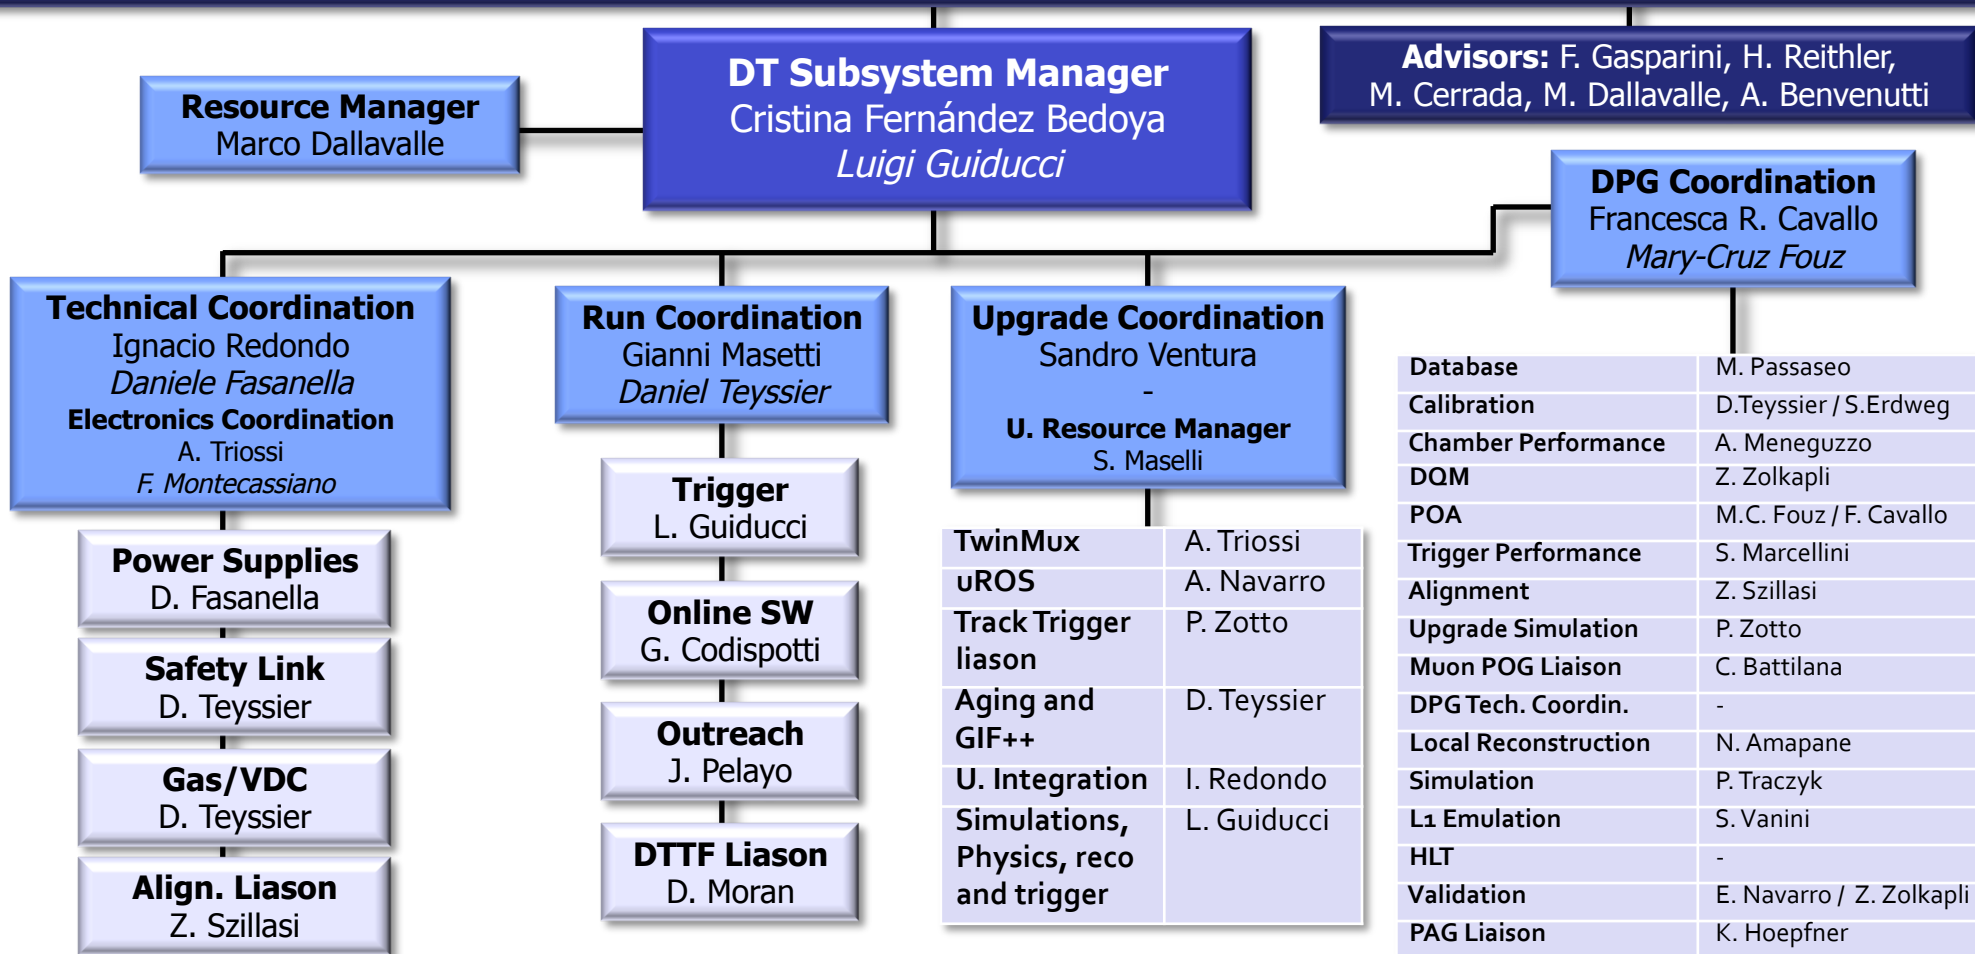 DT Subsystem Manager
Cristina Fernández Bedoya
Luigi Guiducci
Advisors: F. Gasparini, H. Reithler,
M. Cerrada, M. Dallavalle, A. Benvenutti
Resource Manager
Marco Dallavalle
DPG Coordination
Francesca R. Cavallo
Mary-Cruz Fouz
Technical Coordination
Ignacio Redondo
Daniele Fasanella
Electronics Coordination
A. Triossi
F. Montecassiano
Power Supplies
D. Fasanella
Safety Link
D. Teyssier
Gas/VDC
D. Teyssier
Align. Liason
Z. Szillasi
Run Coordination
Gianni Masetti
Daniel Teyssier
Trigger
L. Guiducci
Online SW
G. Codispotti
Outreach
J. Pelayo
DTTF Liason
D. Moran
Upgrade Coordination
Sandro Ventura
-
U. Resource Manager
S. Maselli
TwinMux A. Triossi
uROS A. Navarro
Track Trigger P. Zotto
liason
Aging and D. Teyssier
GIF++
U. Integration I. Redondo
Simulations, L. Guiducci
Physics, reco
and trigger
Database M. Passaseo
Calibration D.Teyssier / S.Erdweg
Chamber Performance A. Meneguzzo
DQM Z. Zolkapli
POA M.C. Fouz / F. Cavallo
Trigger Performance S. Marcellini
Alignment Z. Szillasi
Upgrade Simulation P. Zotto
Muon POG Liaison C. Battilana
DPG Tech. Coordin. -
Local Reconstruction N. Amapane
Simulation P. Traczyk
L1 Emulation S. Vanini
HLT -
Validation E. Navarro / Z. Zolkapli
PAG Liaison K. Hoepfner